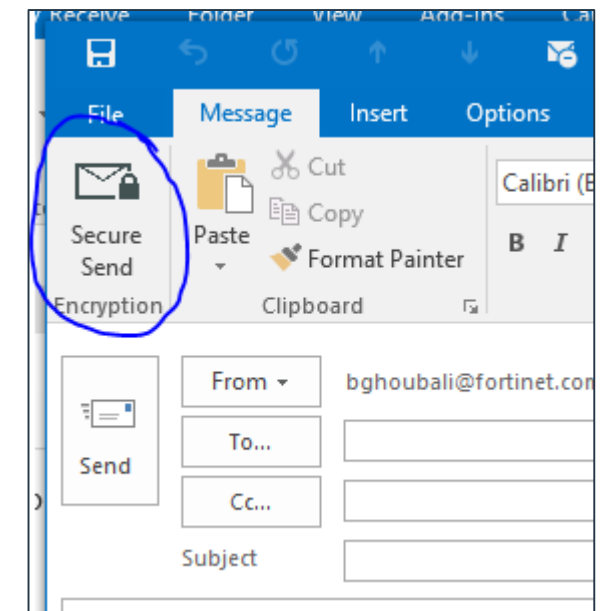 Receive Folder View Add-Ins
File Message Insert Options
Secure Send
Encryption
Paste
Cut
Copy
Format Painter
Clipboard
Calibri (B
B I
Send
From
bghoubali@fortinet.com
To...
Cc...
Subject